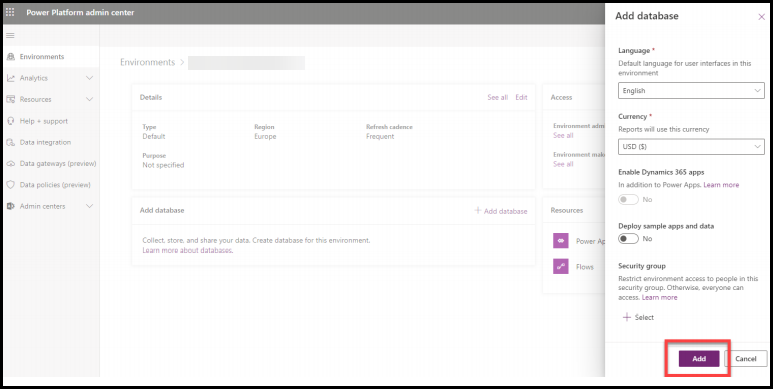 Power Platform admin center
Environments
Analytics
Resources
Help + support
Data integration
Data gateways (preview)
Data policies (preview)
Admin centers
Environments >
Details
See all Edit
Type
Default
Region
Europe
Refresh cadence
Frequent
Purpose
Not specified
Add database
+ Add database
Collect, store, and share your data. Create database for this environment.
Learn more about databases.
Access
Environment adm
See all
Environment make
See all
Resources
Power Ap
Flows
Add database
Language *
Default language for user interfaces in this
environment
English
Currency *
Reports will use this currency
USD ($)
Enable Dynamics 365 apps
In addition to Power Apps. Learn more
No
Deploy sample apps and data
No
Security group
Restrict environment access to people in this
security group. Otherwise, everyone can
access. Learn more
+ Select
Add
Cancel